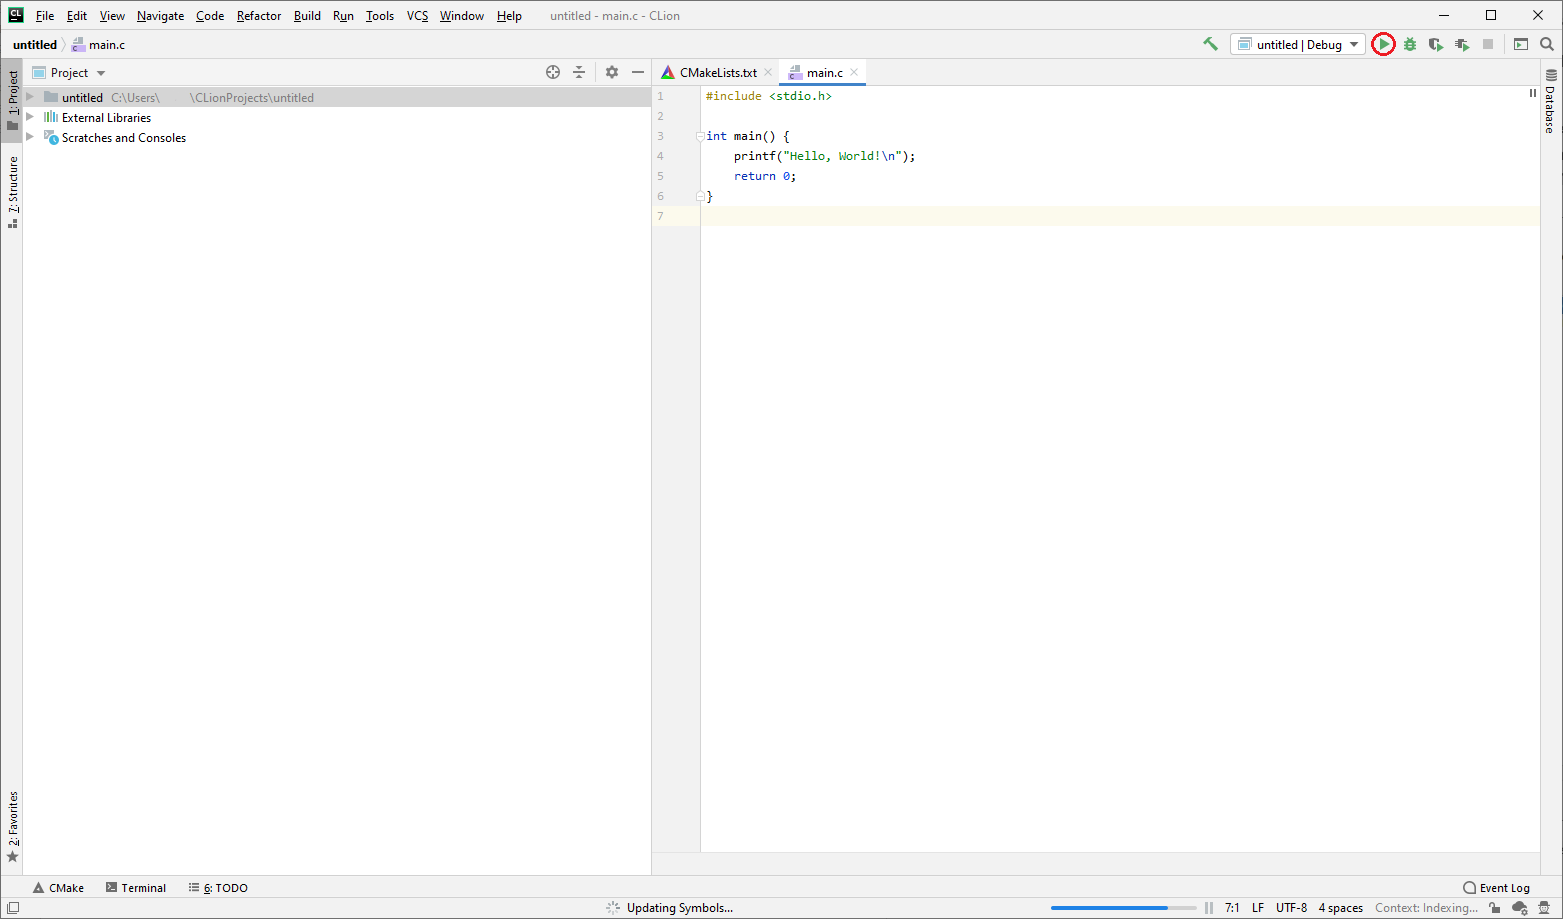 CL File Edit View Navigate Code Refactor Build Run Tools VCS Window Help untitled - main.c - CLion
untitled main.c untitled | Debug
1: Project
Project
CMakeLists.txt main.c
untitled C:\Users\ \CLionProjects\untitled
External Libraries
Scratches and Consoles
7: Structure
2: Favorites
1 #include <stdio.h>
2
3 int main() {
4 printf("Hello, World!\n");
5 return 0;
6 }
7
Database
CMake Terminal 6: TODO Event Log
Updating Symbols... 7:1 LF UTF-8 4 spaces Context: Indexing...